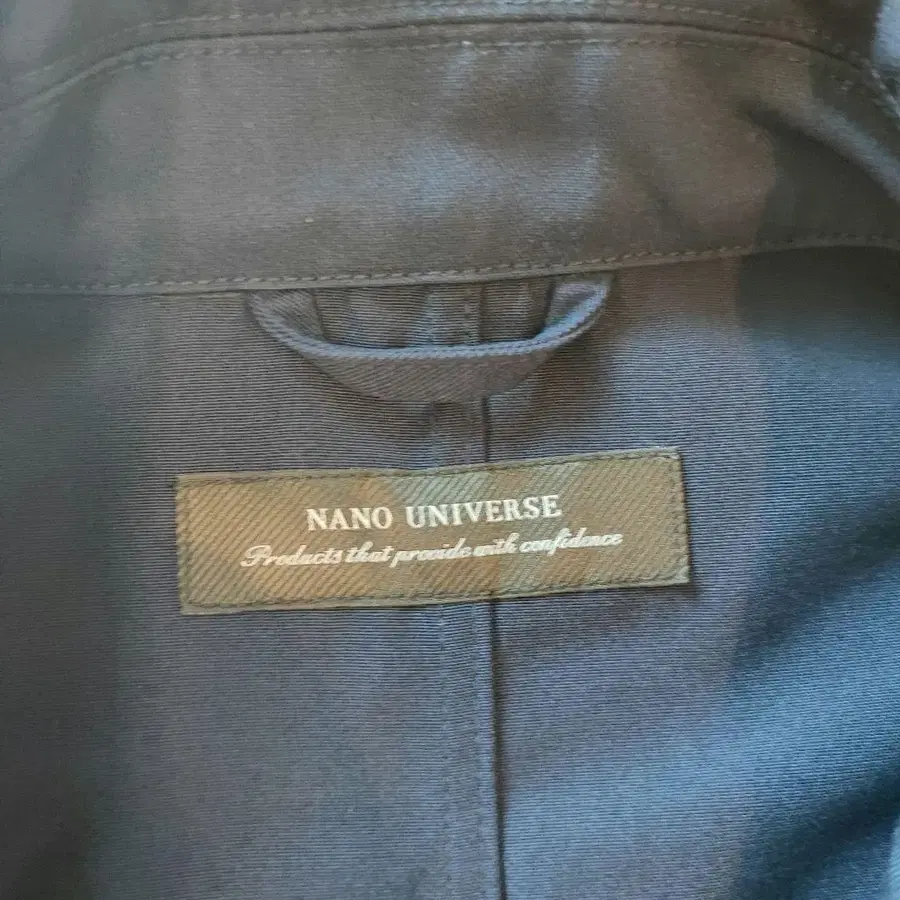 NANO UNIVERSE
Products that provide with confidence